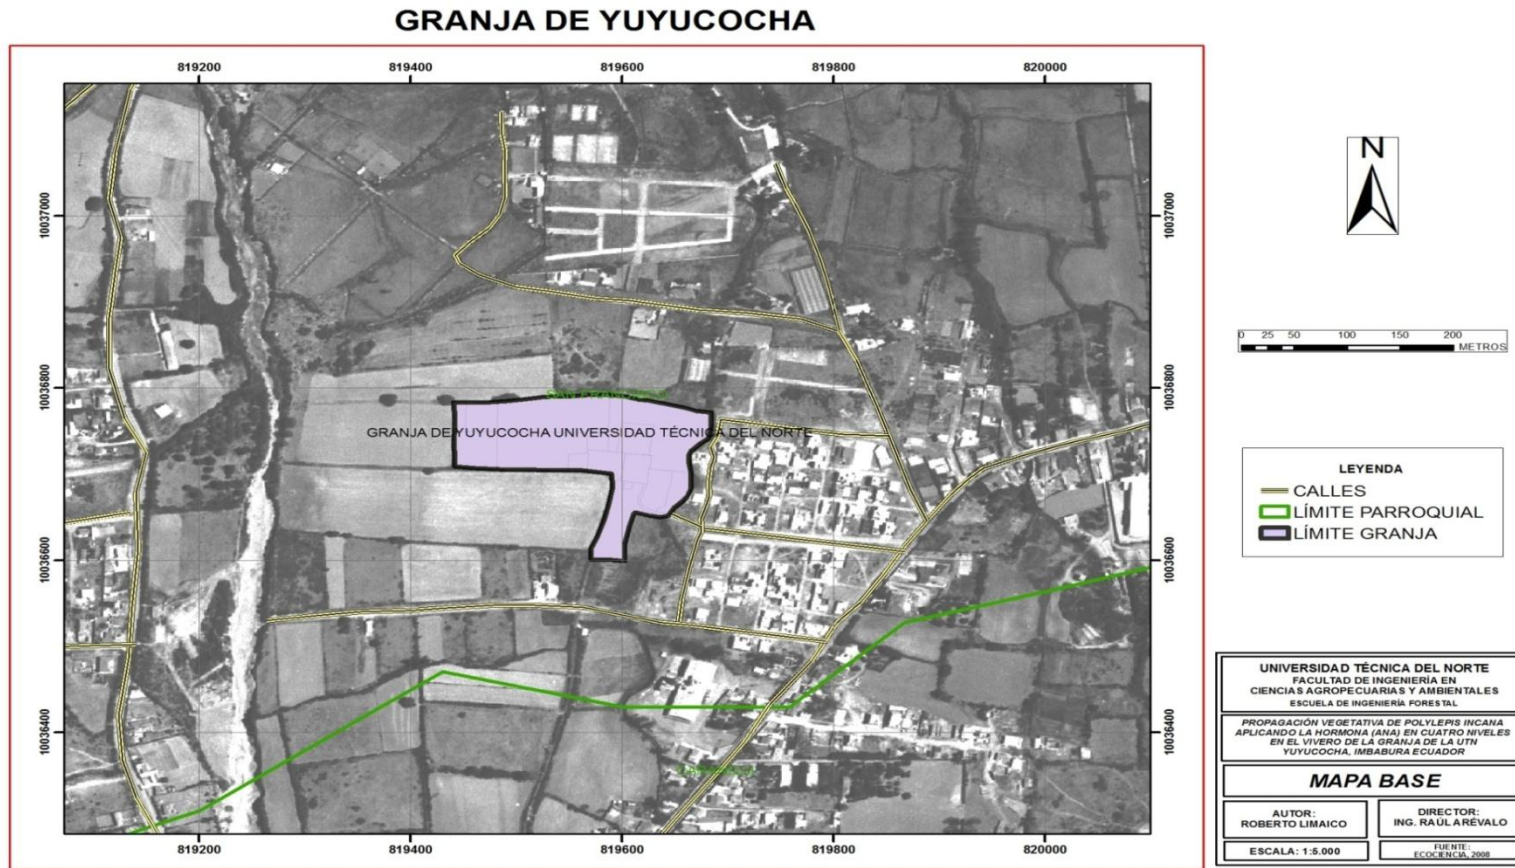 GRANJA DE YUYUCOCHA
819200 819400 819600 819800 820000
10037000 10037000
10036800 10036800
SAN FRANCISCO
GRANJA DE YUYUCOCHA UNIVERSIDAD TÉCNICA DEL NORTE
10036600 10036600
10036400 10036400
819200 819400 819600 819800 820000
N
0 25 50 100 150 200
METROS
LEYENDA
CALLES
LÍMITE PARROQUIAL
LÍMITE GRANJA
UNIVERSIDAD TÉCNICA DEL NORTE
FACULTAD DE INGENIERÍA EN
CIENCIAS AGROPECUARIAS Y AMBIENTALES
ESCUELA DE INGENIERÍA FORESTAL
PROPAGACIÓN VEGETATIVA DE POLYLEPIS INCANA
APLICANDO LA HORMONA (ANA) EN CUATRO NIVELES
EN EL VIVERO DE LA GRANJA DE LA UTN
YUYUCOCHA, IMBABURA ECUADOR
MAPA BASE
AUTOR:
ROBERTO LIMAICO
DIRECTOR:
ING. RAÚL ARÉVALO
ESCALA: 1:5.000
FUENTE:
ECOCIENCIA, 2008